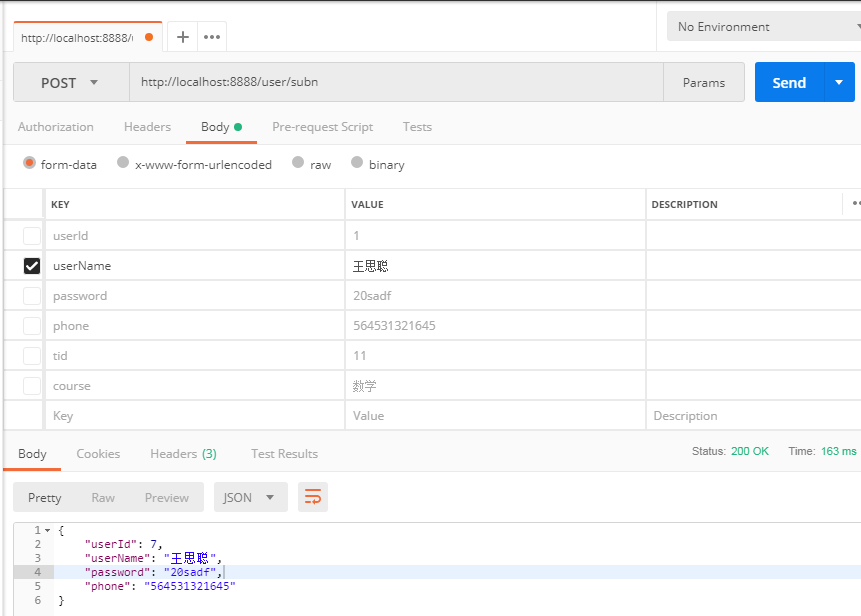 http://localhost:8888/u
No Environment
POST http://localhost:8888/user/subn Params Send
Authorization Headers Body Pre-request Script Tests
form-data x-www-form-urlencoded raw binary
KEY VALUE DESCRIPTION
userId 1
userName 王思聪
password 20sadf
phone 564531321645
tid 11
course 数学
Key Value Description
Body Cookies Headers (3) Test Results Status: 200 OK Time: 163 ms
Pretty Raw Preview JSON
1 {
2 "userId": 7,
3 "userName": "王思聪",
4 "password": "20sadf",
5 "phone": "564531321645"
6 }